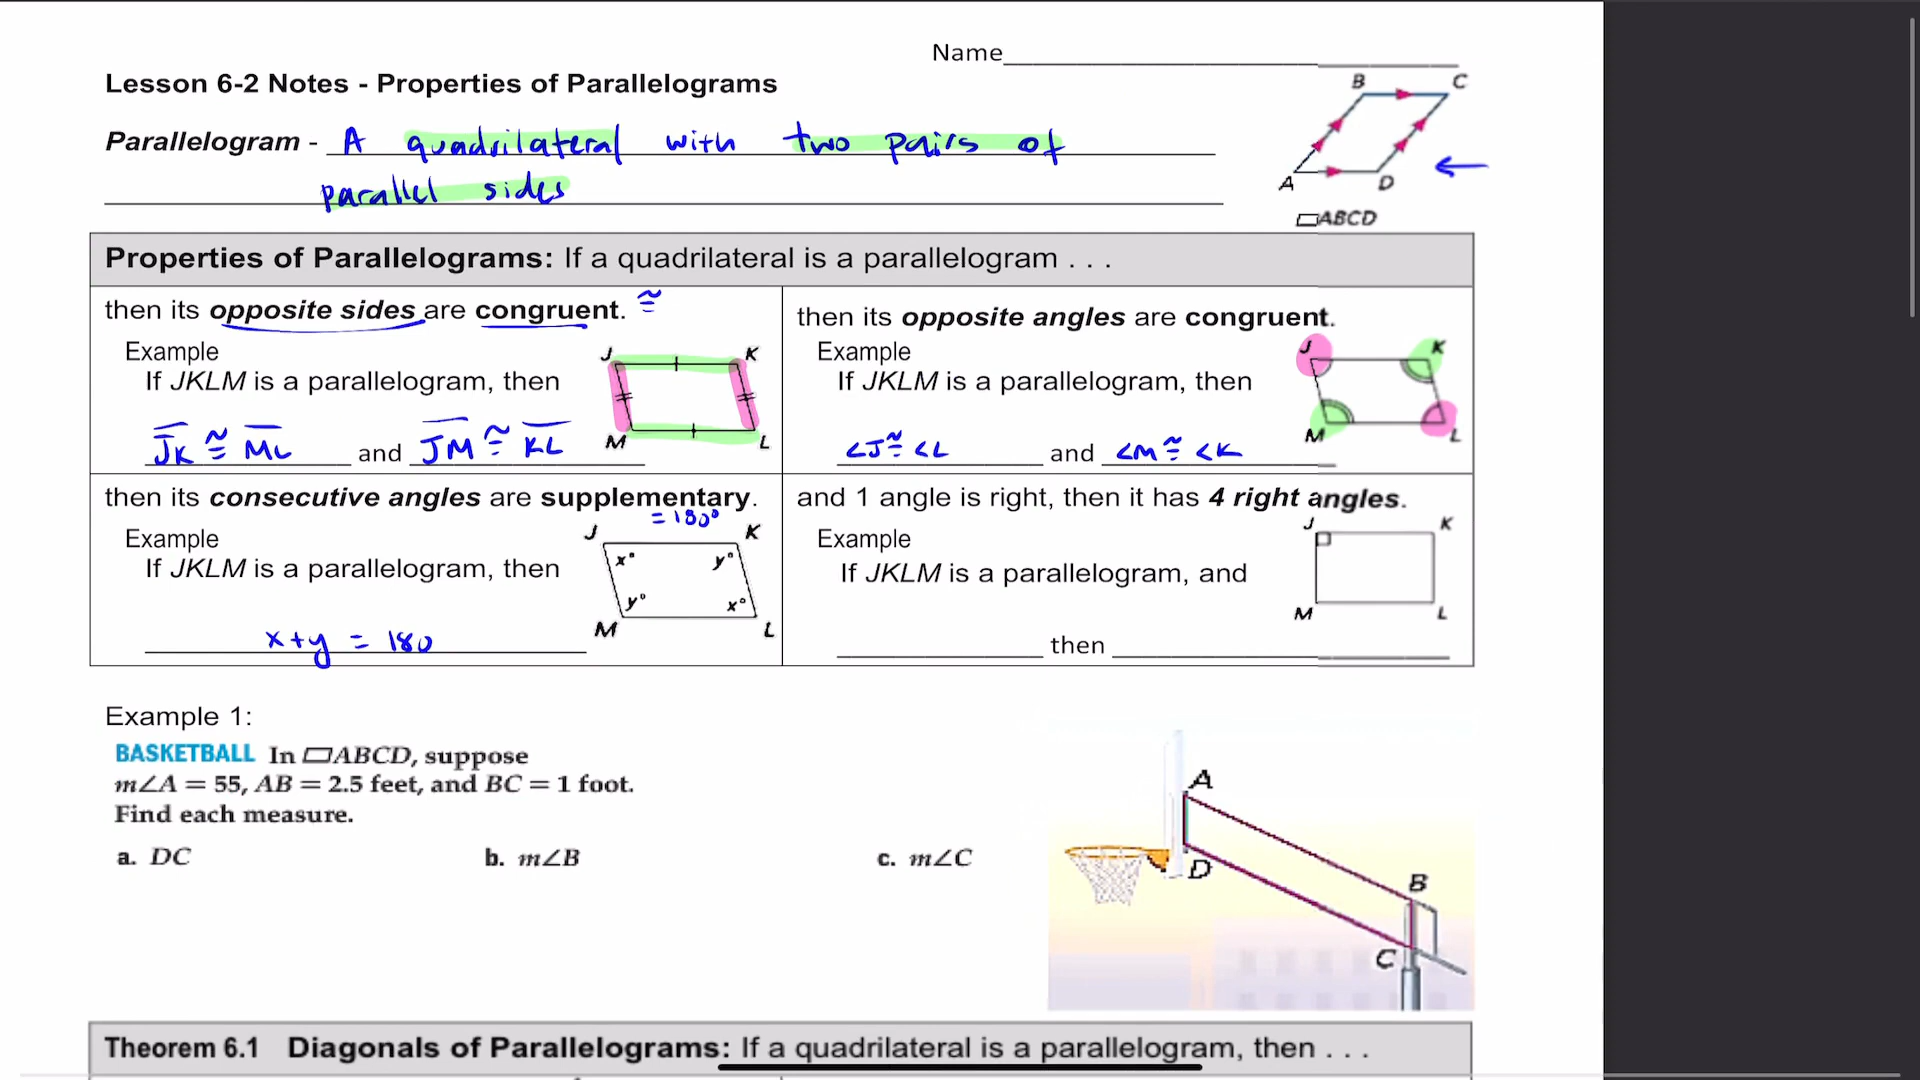 Name
Lesson 6-2 Notes - Properties of Parallelograms
Parallelogram - A quadrilateral with two pairs of
parallel sides
B C
A D
▱ABCD
Properties of Parallelograms: If a quadrilateral is a parallelogram . . .
then its opposite sides are congruent. ≅
Example
If JKLM is a parallelogram, then
J K
M L
JK ≅ ML and JM ≅ KL
then its opposite angles are congruent.
Example
If JKLM is a parallelogram, then
J K
M L
<J ≅ <L and <M ≅ <K
then its consecutive angles are supplementary.
= 180°
Example
If JKLM is a parallelogram, then
J K
x° y°
y° x°
M L
x + y = 180
and 1 angle is right, then it has 4 right angles.
Example
If JKLM is a parallelogram, and
J K
M L
then
Example 1:
BASKETBALL In ▱ABCD, suppose
m∠A = 55, AB = 2.5 feet, and BC = 1 foot.
Find each measure.
a. DC b. m∠B c. m∠C
A
D
B
C
Theorem 6.1 Diagonals of Parallelograms: If a quadrilateral is a parallelogram, then . . .